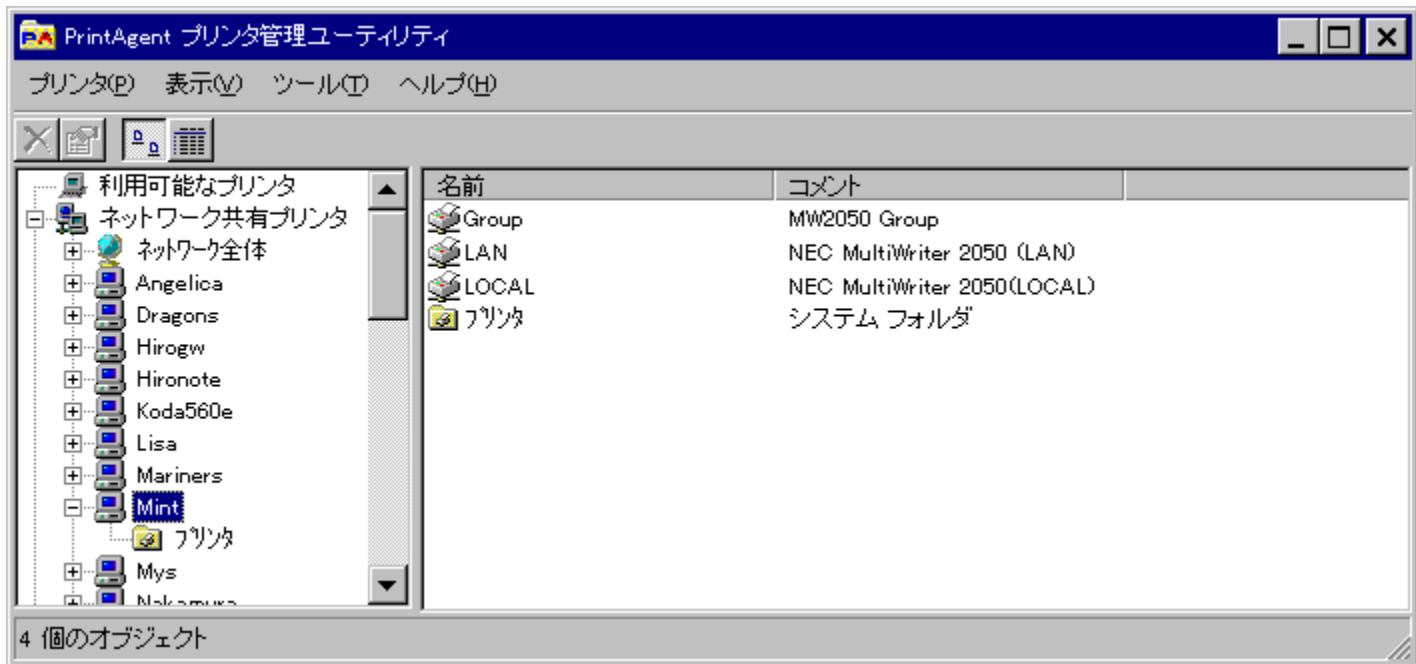 PrintAgent プリンタ管理ユーティリティ
プリンタ(P) 表示(V) ツール(T) ヘルプ(H)
利用可能なプリンタ
ネットワーク共有プリンタ
ﾈｯﾄﾜｰｸ全体
Angelica
Dragons
Hirogw
Hironote
Koda560e
Lisa
Mariners
Mint
ﾌﾟﾘﾝﾀ
Mys
Nakamura
名前 コメント
Group MW2050 Group
LAN NEC MultiWriter 2050 (LAN)
LOCAL NEC MultiWriter 2050(LOCAL)
ﾌﾟﾘﾝﾀ システム フォルダ
4 個のオブジェクト